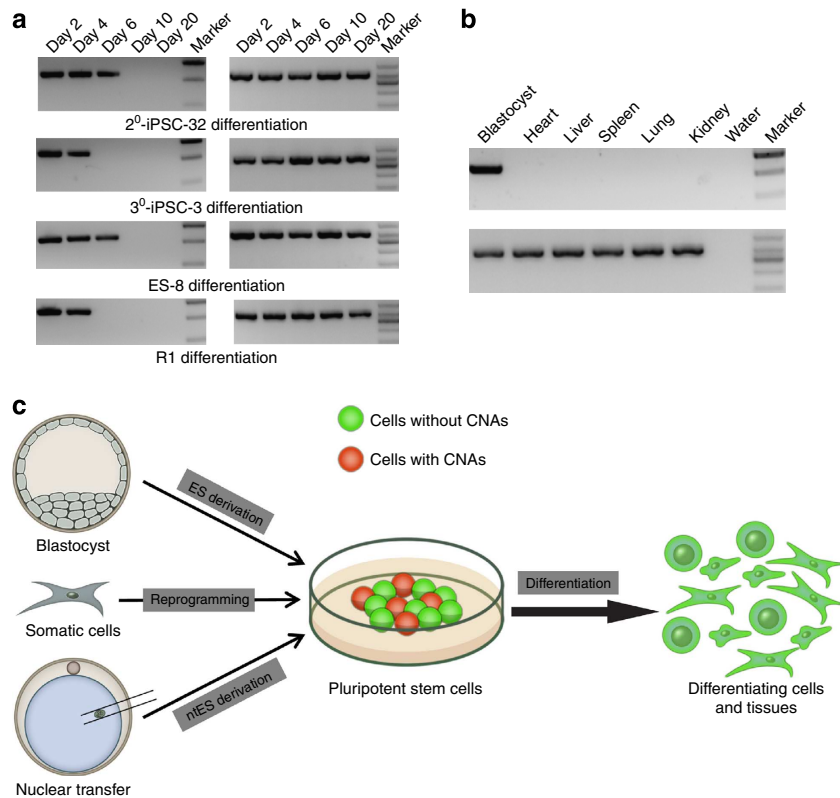 a
Day 2 Day 4 Day 6 Day 10 Day 20 Marker
Day 2 Day 4 Day 6 Day 10 Day 20 Marker
2⁰-iPSC-32 differentiation
3⁰-iPSC-3 differentiation
ES-8 differentiation
R1 differentiation
b
Blastocyst Heart Liver Spleen Lung Kidney Water Marker
c
Cells without CNAs
Cells with CNAs
ES derivation
Blastocyst
Reprogramming
Somatic cells
ntES derivation
Nuclear transfer
Pluripotent stem cells
Differentiation
Differentiating cells
and tissues